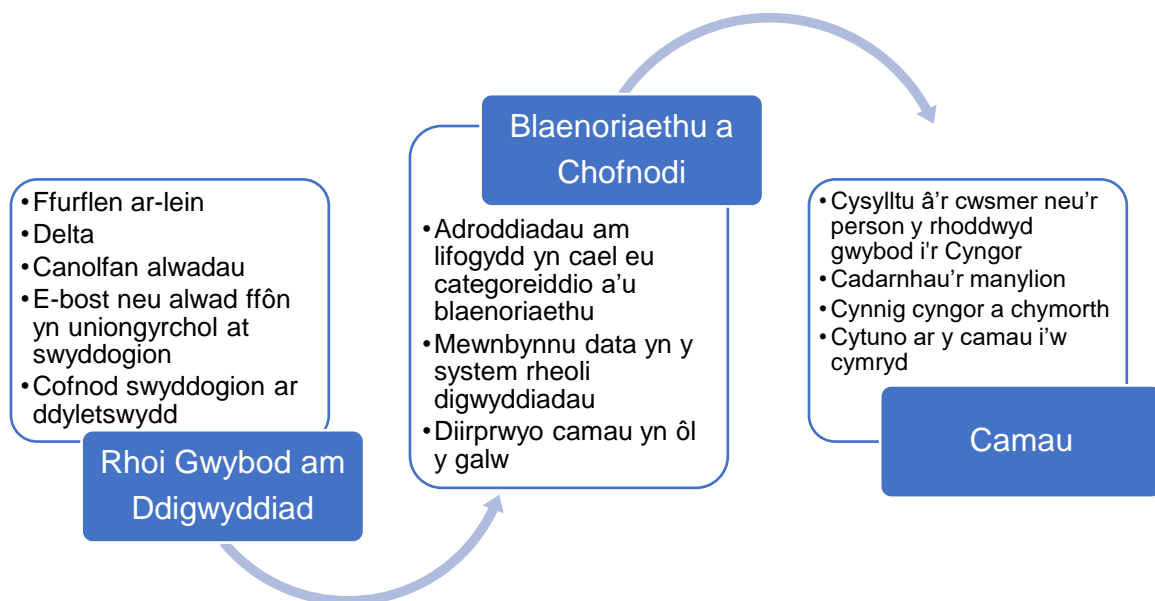 •Ffurflen ar-lein
•Delta
•Canolfan alwadau
•E-bost neu alwad ffôn
yn uniongyrchol at
swyddogion
•Cofnod swyddogion ar
ddyletswydd
Rhoi Gwybod am
Ddigwyddiad
Blaenoriaethu a
Chofnodi
•Adroddiadau am
lifogydd yn cael eu
categoreiddio a’u
blaenoriaethu
•Mewnbynnu data yn y
system rheoli
digwyddiadau
•Diirprwyo camau yn ôl
y galw
•Cysylltu â’r cwsmer neu’r
person y rhoddwyd
gwybod i'r Cyngor
•Cadarnhau’r manylion
•Cynnig cyngor a chymorth
•Cytuno ar y camau i’w
cymryd
Camau